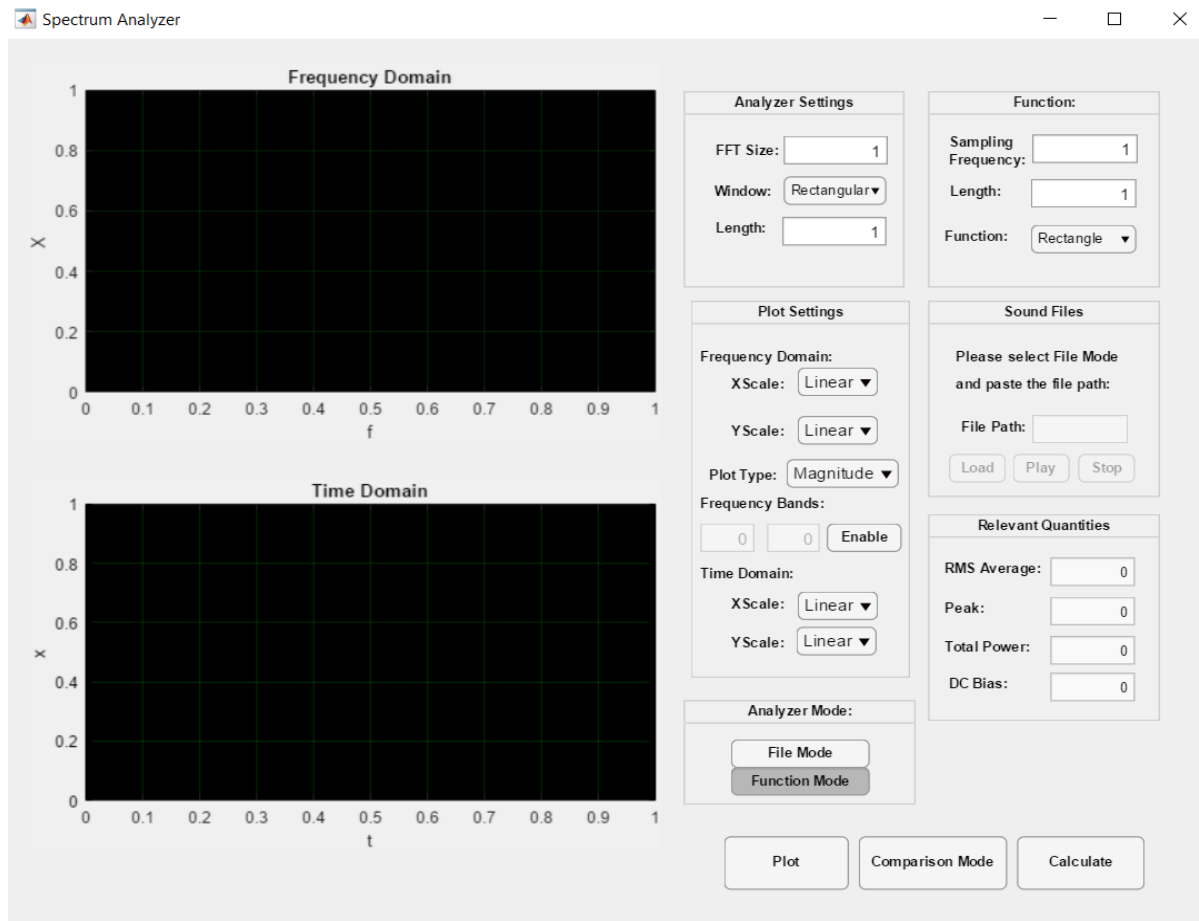 Spectrum Analyzer
Frequency Domain
1
0.8
0.6
0.4
0.2
0
X
0 0.1 0.2 0.3 0.4 0.5 0.6 0.7 0.8 0.9 1
f
Time Domain
1
0.8
0.6
0.4
0.2
0
x
0 0.1 0.2 0.3 0.4 0.5 0.6 0.7 0.8 0.9 1
t
Analyzer Settings
FFT Size: 1
Window: Rectangular
Length: 1
Function:
Sampling
Frequency: 1
Length: 1
Function: Rectangle
Plot Settings
Frequency Domain:
XScale: Linear
YScale: Linear
Plot Type: Magnitude
Frequency Bands:
0 0 Enable
Time Domain:
XScale: Linear
YScale: Linear
Sound Files
Please select File Mode
and paste the file path:
File Path:
Load Play Stop
Relevant Quantities
RMS Average: 0
Peak: 0
Total Power: 0
DC Bias: 0
Analyzer Mode:
File Mode
Function Mode
Plot Comparison Mode Calculate